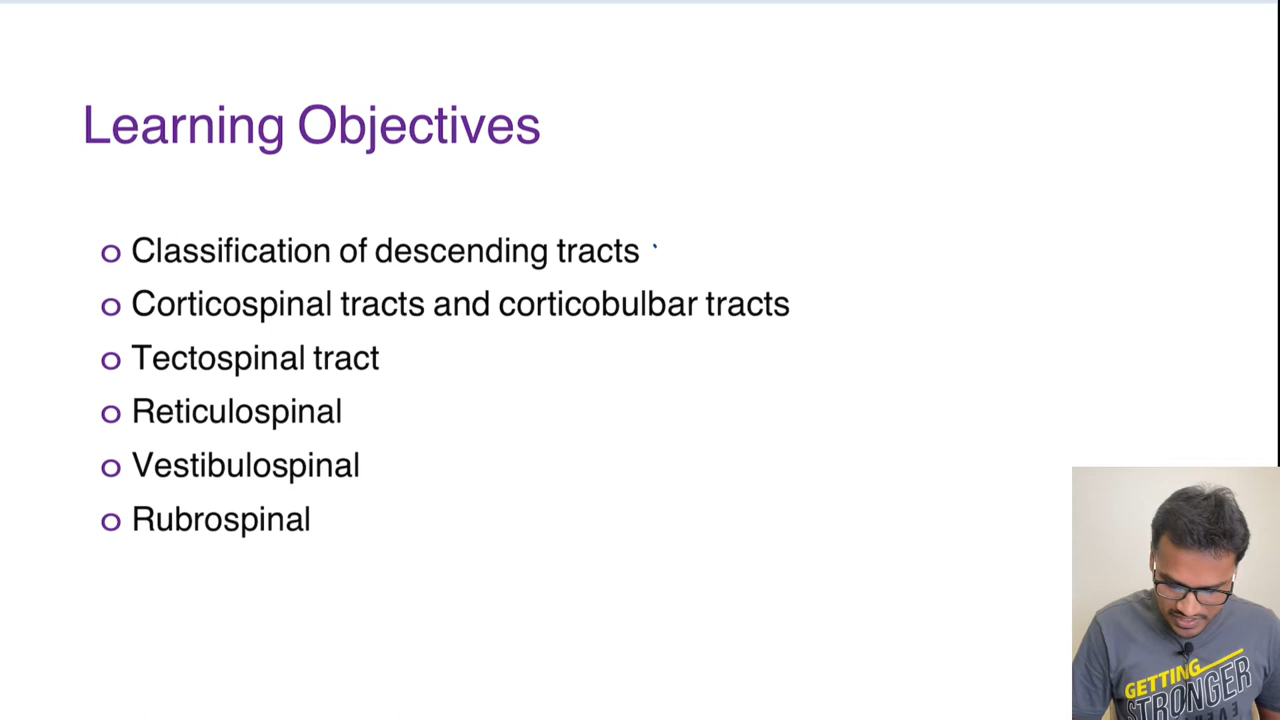 Learning Objectives
o Classification of descending tracts
o Corticospinal tracts and corticobulbar tracts
o Tectospinal tract
o Reticulospinal
o Vestibulospinal
o Rubrospinal
GETTING
STRONGER